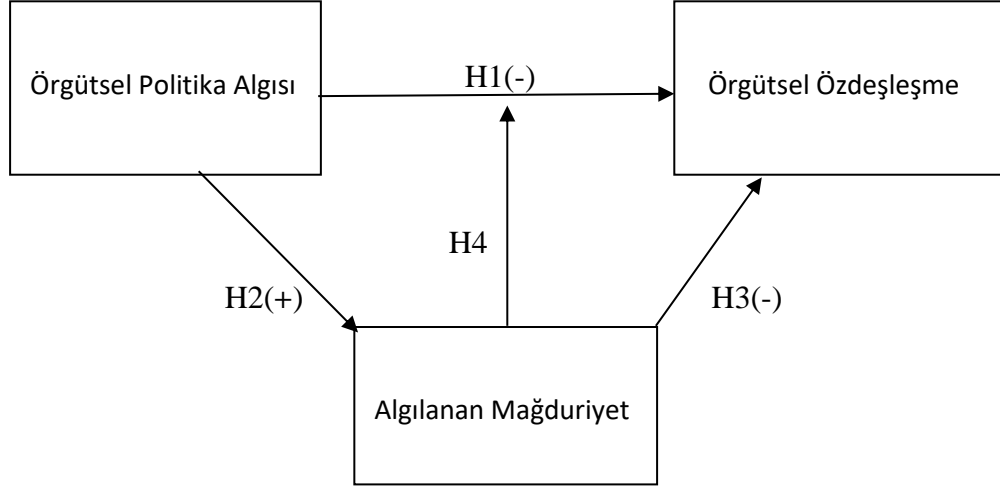 Örgütsel Politika Algısı
H1(-)
Örgütsel Özdeşleşme
H4
H2(+)
H3(-)
Algılanan Mağduriyet